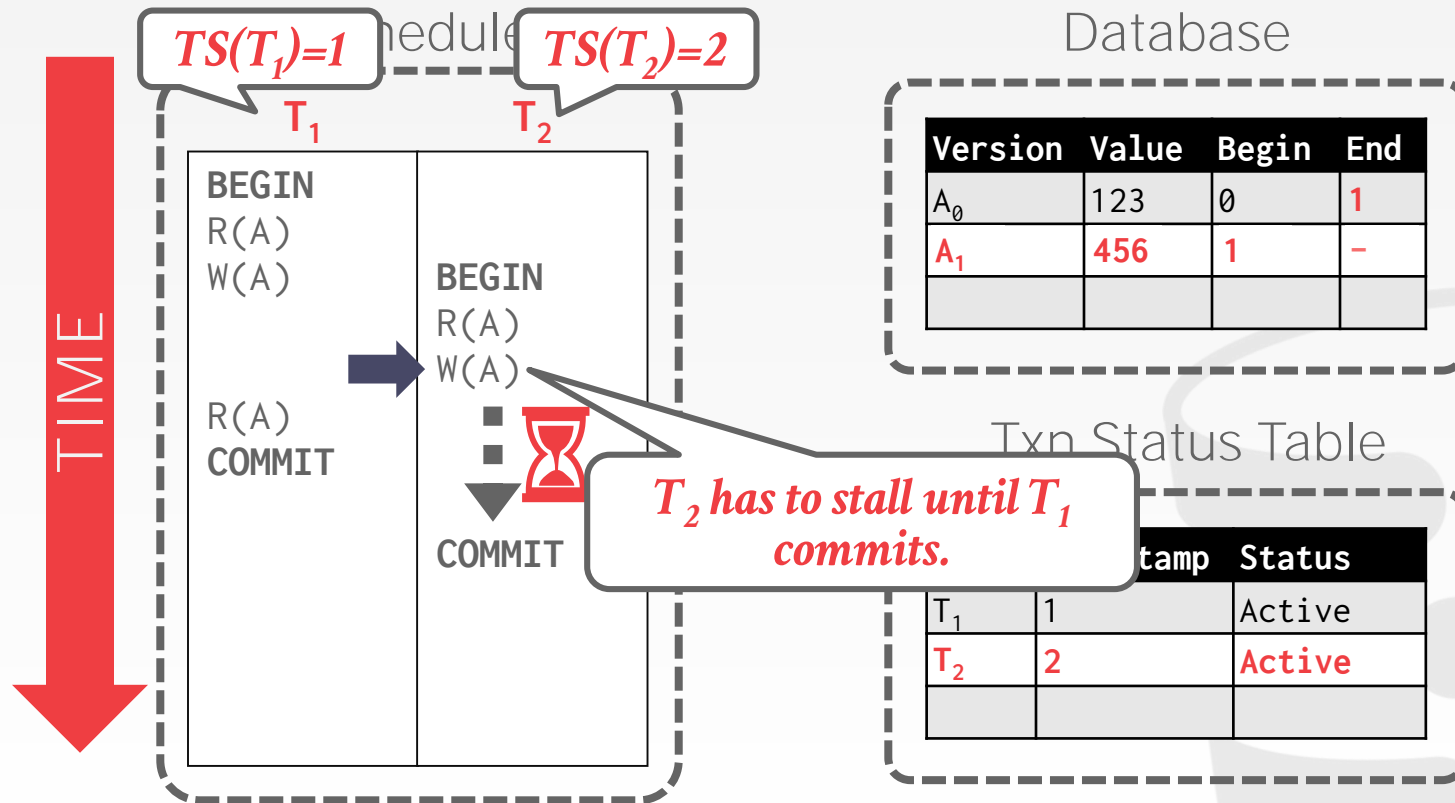 TS(T₁)=1
TS(T₂)=2
Database
T₁
T₂
BEGIN
R(A)
W(A)
R(A)
COMMIT
BEGIN
R(A)
W(A)
COMMIT
TIME
T₂ has to stall until T₁
commits.
Version Value Begin End
A₀ 123 0 1
A₁ 456 1 -
Txn Status Table
Status
T₁ 1 Active
T₂ 2 Active